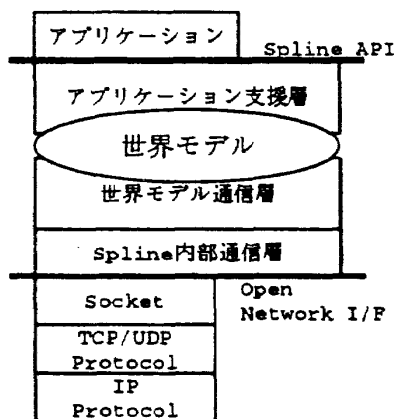 アプリケーション
Spline API
アプリケーション支援層
世界モデル
世界モデル通信層
Spline内部通信層
Socket
Open
Network I/F
TCP/UDP
Protocol
IP
Protocol